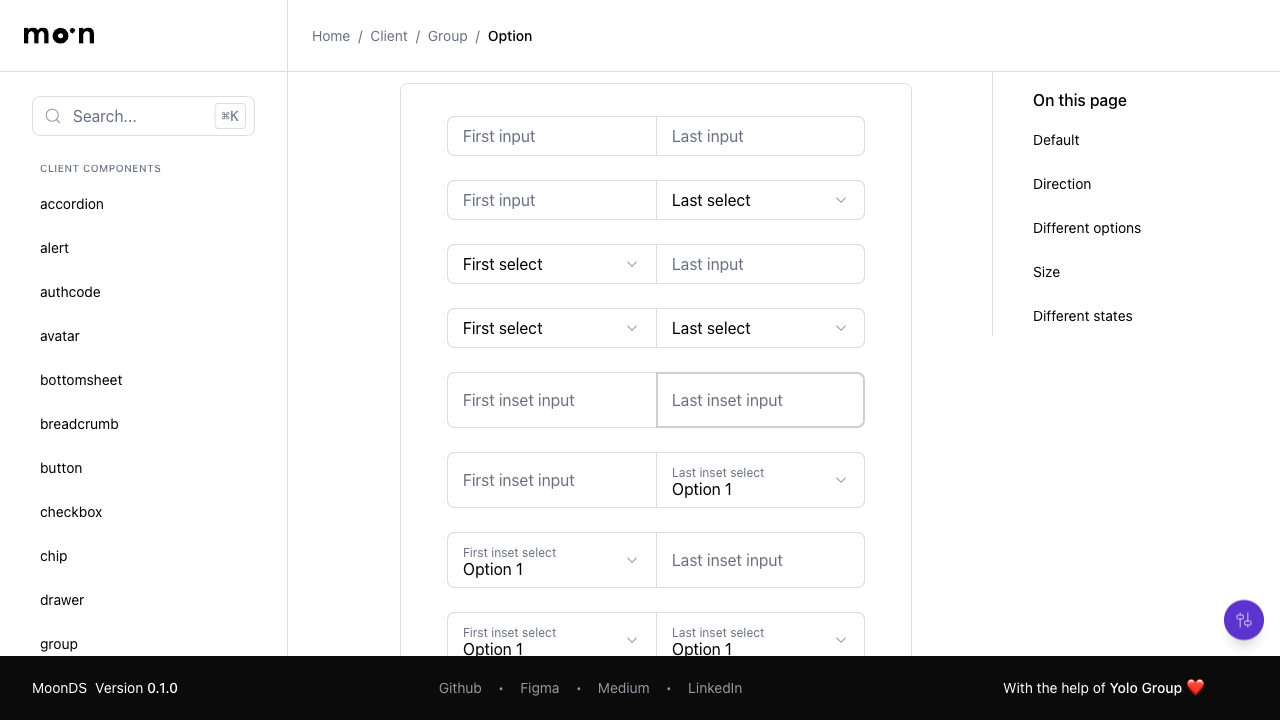 moon
Home / Client / Group / Option
Search...
⌘K
CLIENT COMPONENTS
accordion
alert
authcode
avatar
bottomsheet
breadcrumb
button
checkbox
chip
drawer
group
First input
Last input
First input
Last select
First select
Last input
First select
Last select
First inset input
Last inset input
First inset input
Last inset select
Option 1
First inset select
Option 1
Last inset input
First inset select
Option 1
Last inset select
Option 1
On this page
Default
Direction
Different options
Size
Different states
MoonDS Version 0.1.0
Github • Figma • Medium • LinkedIn
With the help of Yolo Group ❤️